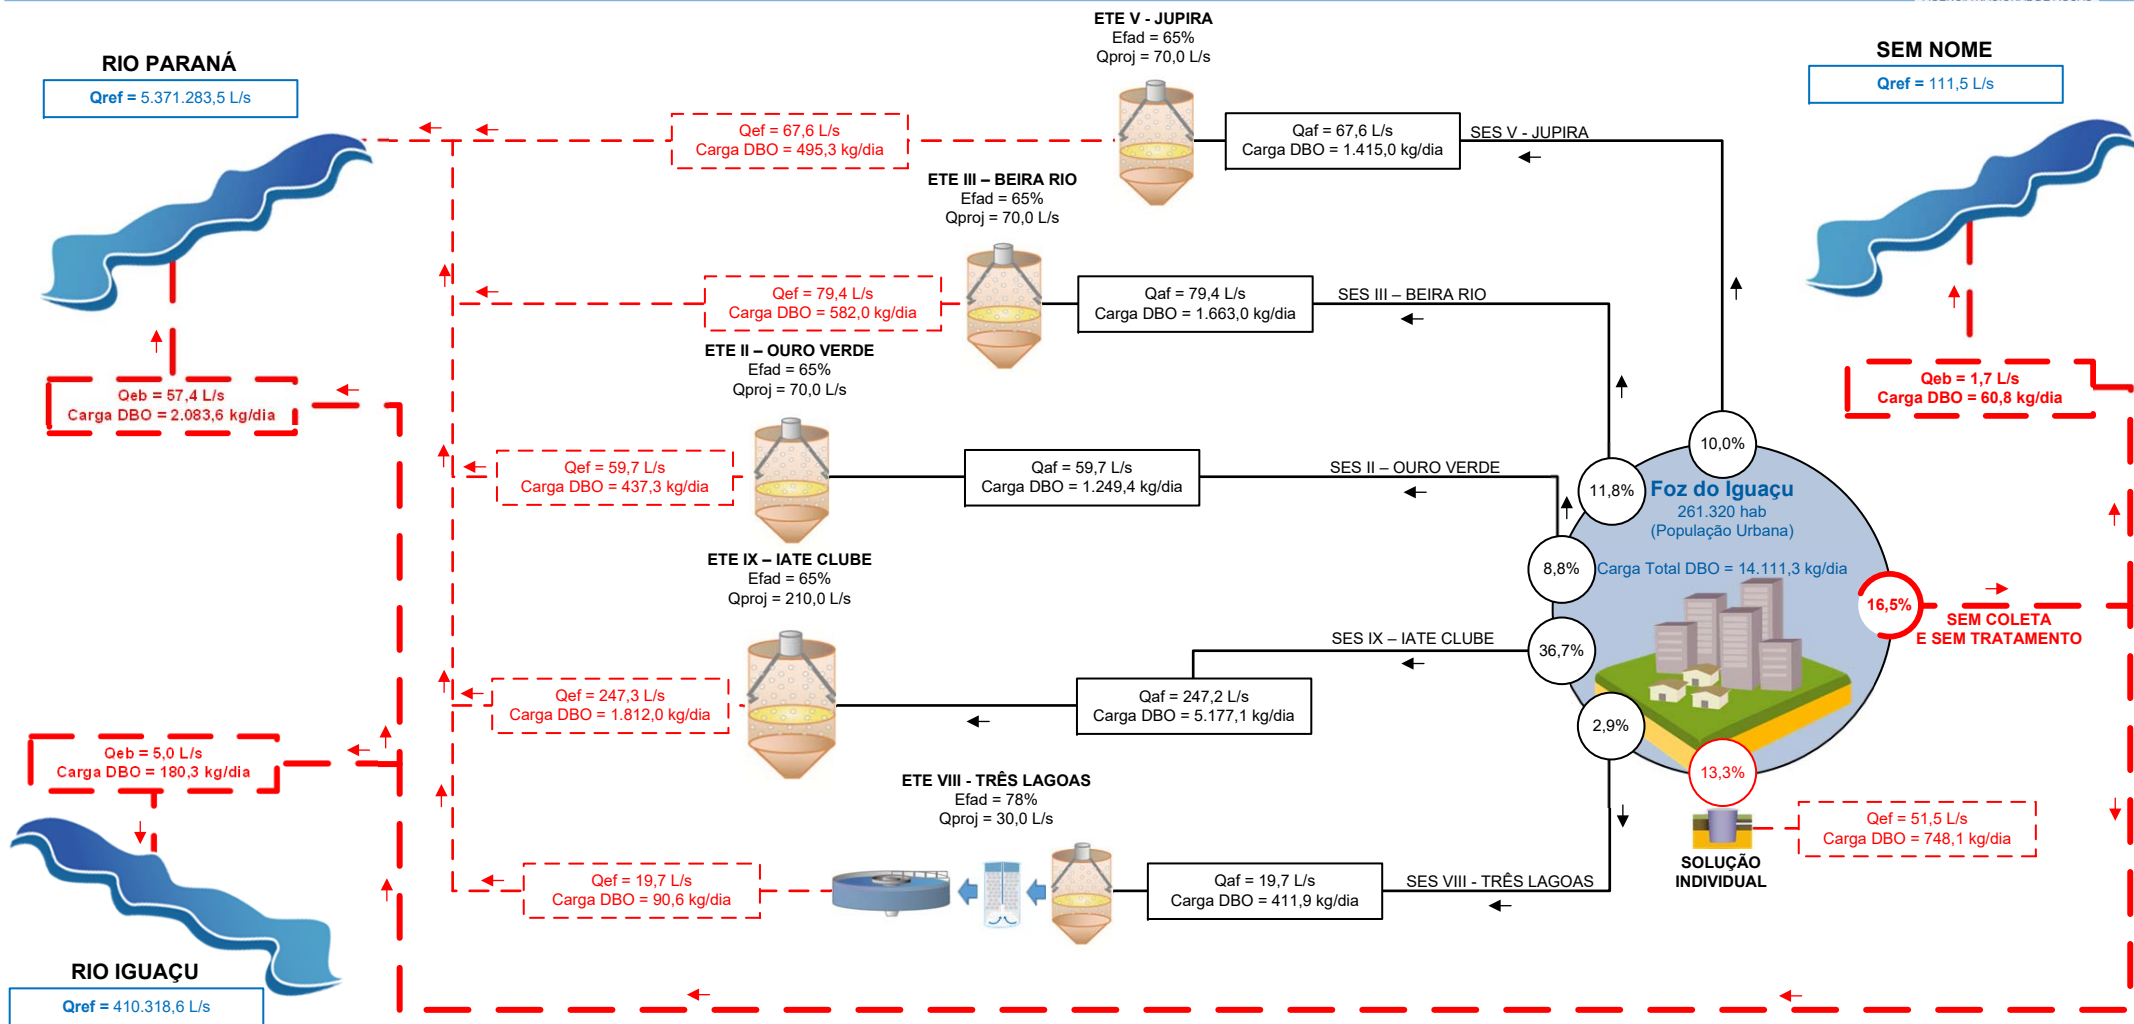 ETE V - JUPIRA
Efad = 65%
Qproj = 70,0 L/s
RIO PARANÁ
Qref = 5.371.283,5 L/s
SEM NOME
Qref = 111,5 L/s
Qef = 67,6 L/s
Carga DBO = 495,3 kg/dia
Qaf = 67,6 L/s
Carga DBO = 1.415,0 kg/dia
SES V - JUPIRA
ETE III – BEIRA RIO
Efad = 65%
Qproj = 70,0 L/s
Qef = 79,4 L/s
Carga DBO = 582,0 kg/dia
Qaf = 79,4 L/s
Carga DBO = 1.663,0 kg/dia
SES III – BEIRA RIO
ETE II – OURO VERDE
Efad = 65%
Qproj = 70,0 L/s
Qeb = 57,4 L/s
Carga DBO = 2.083,6 kg/dia
Qeb = 1,7 L/s
Carga DBO = 60,8 kg/dia
Qef = 59,7 L/s
Carga DBO = 437,3 kg/dia
Qaf = 59,7 L/s
Carga DBO = 1.249,4 kg/dia
SES II – OURO VERDE
10,0%
11,8%
Foz do Iguaçu
261.320 hab
(População Urbana)
8,8%
Carga Total DBO = 14.111,3 kg/dia
16,5%
SEM COLETA
E SEM TRATAMENTO
ETE IX – IATE CLUBE
Efad = 65%
Qproj = 210,0 L/s
SES IX – IATE CLUBE
36,7%
Qef = 247,3 L/s
Carga DBO = 1.812,0 kg/dia
Qaf = 247,2 L/s
Carga DBO = 5.177,1 kg/dia
2,9%
13,3%
Qeb = 5,0 L/s
Carga DBO = 180,3 kg/dia
ETE VIII - TRÊS LAGOAS
Efad = 78%
Qproj = 30,0 L/s
Qef = 51,5 L/s
Carga DBO = 748,1 kg/dia
SOLUÇÃO
INDIVIDUAL
Qef = 19,7 L/s
Carga DBO = 90,6 kg/dia
Qaf = 19,7 L/s
Carga DBO = 411,9 kg/dia
SES VIII - TRÊS LAGOAS
RIO IGUAÇU
Qref = 410.318,6 L/s